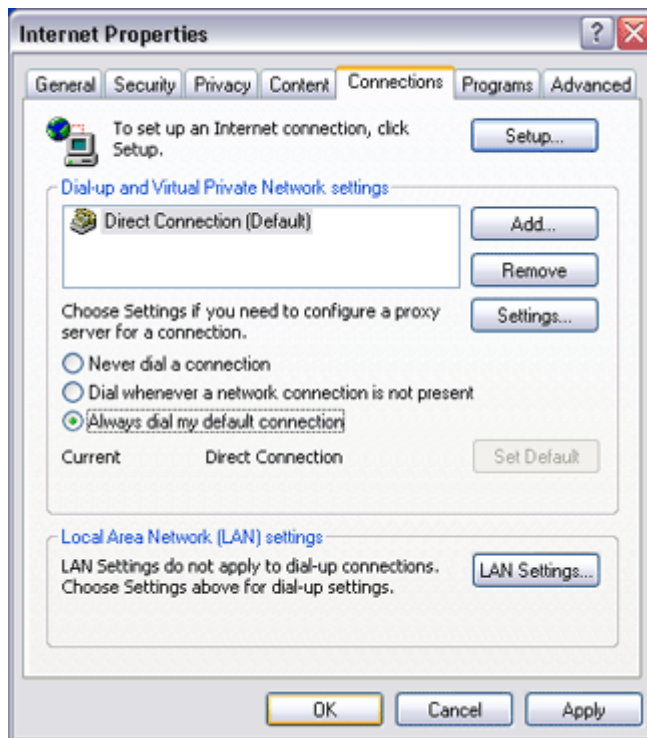 Internet Properties
General Security Privacy Content Connections Programs Advanced
To set up an Internet connection, click
Setup.
Setup...
Dial-up and Virtual Private Network settings
Direct Connection (Default)
Add...
Remove
Choose Settings if you need to configure a proxy
server for a connection.
Settings...
Never dial a connection
Dial whenever a network connection is not present
Always dial my default connection
Current Direct Connection Set Default
Local Area Network (LAN) settings
LAN Settings do not apply to dial-up connections.
Choose Settings above for dial-up settings.
LAN Settings...
OK Cancel Apply